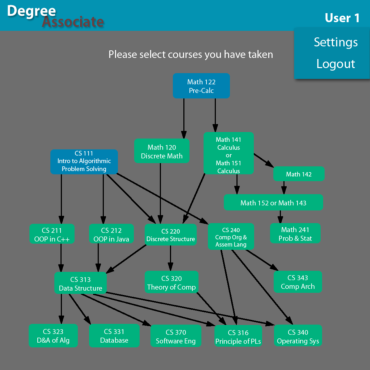 Degree
Associate
User 1
Settings
Logout
Please select courses you have taken
Math 122
Pre-Calc
Math 120
Discrete Math
Math 141
Calculus
or
Math 151
Calculus
CS 111
Intro to Algorithmic
Problem Solving
Math 142
Math 152 or Math 143
CS 211
OOP in C++
CS 212
OOP in Java
CS 220
Discrete Structure
CS 240
Comp Org &
Assem Lang
Math 241
Prob & Stat
CS 313
Data Structure
CS 320
Theory of Comp
CS 343
Comp Arch
CS 323
D&A of Alg
CS 331
Database
CS 370
Software Eng
CS 316
Principle of PLs
CS 340
Operating Sys